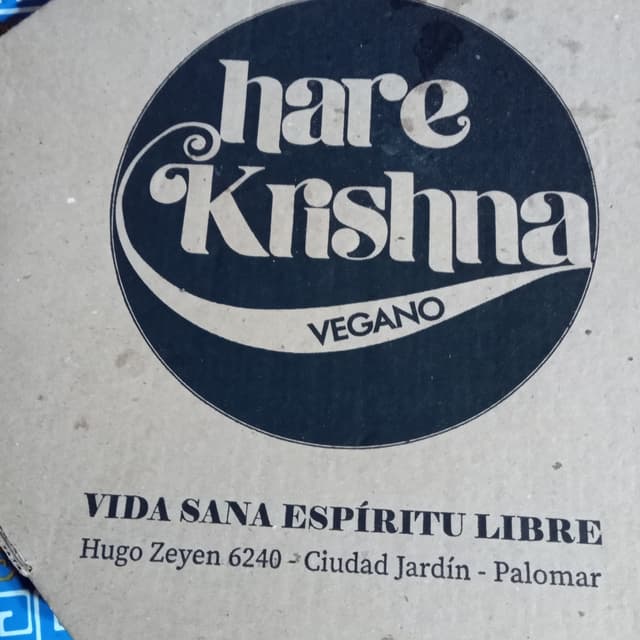 hare
Krishna
VEGANO
VIDA SANA ESPÍRITU LIBRE
Hugo Zeyen 6240 - Ciudad Jardín - Palomar